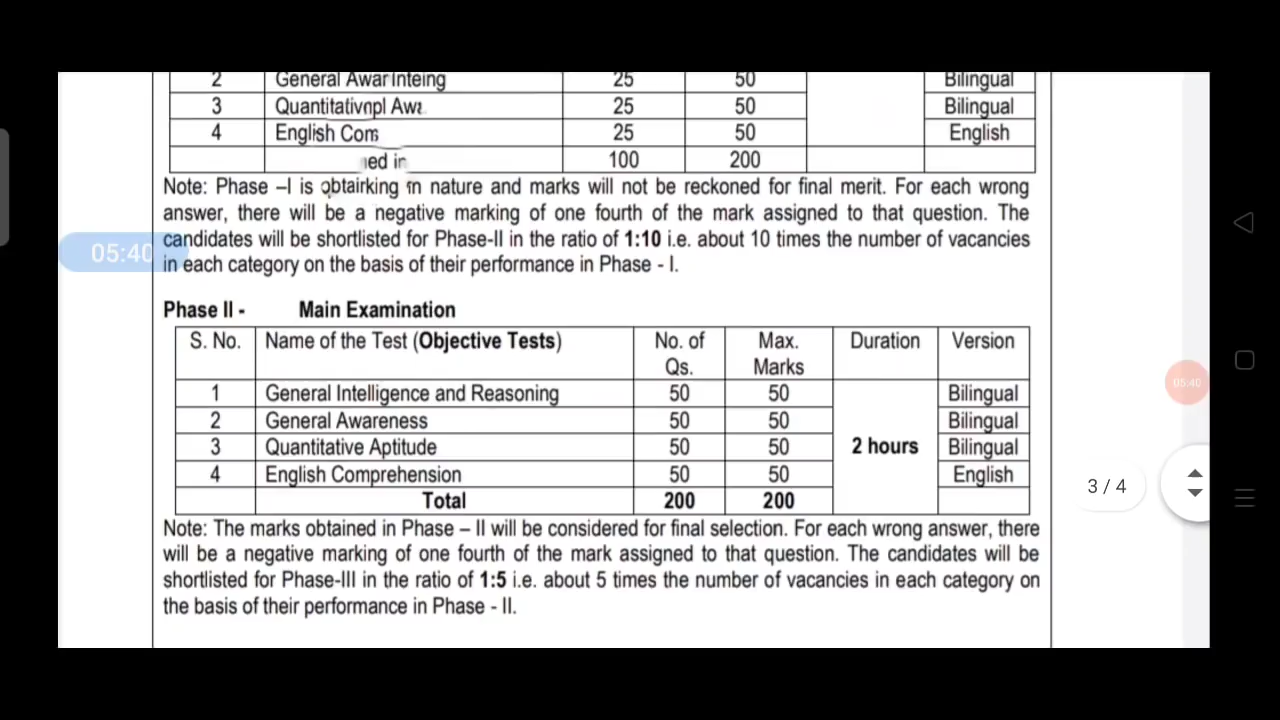 2 General 25 50 Bilingual
3 25 50 Bilingual
4 English 25 50 English
100 200
Note: Phase –I is in nature and marks will not be reckoned for final merit. For each wrong
answer, there will be a negative marking of one fourth of the mark assigned to that question. The
candidates will be shortlisted for Phase-II in the ratio of 1:10 i.e. about 10 times the number of vacancies
05:40
in each category on the basis of their performance in Phase - I.
Phase II - Main Examination
S. No. Name of the Test (Objective Tests) No. of Qs. Max. Marks Duration Version
1 General Intelligence and Reasoning 50 50 Bilingual
05:40
2 General Awareness 50 50 Bilingual
3 Quantitative Aptitude 50 50 2 hours Bilingual
4 English Comprehension 50 50 English
3 / 4
Total 200 200
Note: The marks obtained in Phase – II will be considered for final selection. For each wrong answer, there
will be a negative marking of one fourth of the mark assigned to that question. The candidates will be
shortlisted for Phase-III in the ratio of 1:5 i.e. about 5 times the number of vacancies in each category on
the basis of their performance in Phase - II.